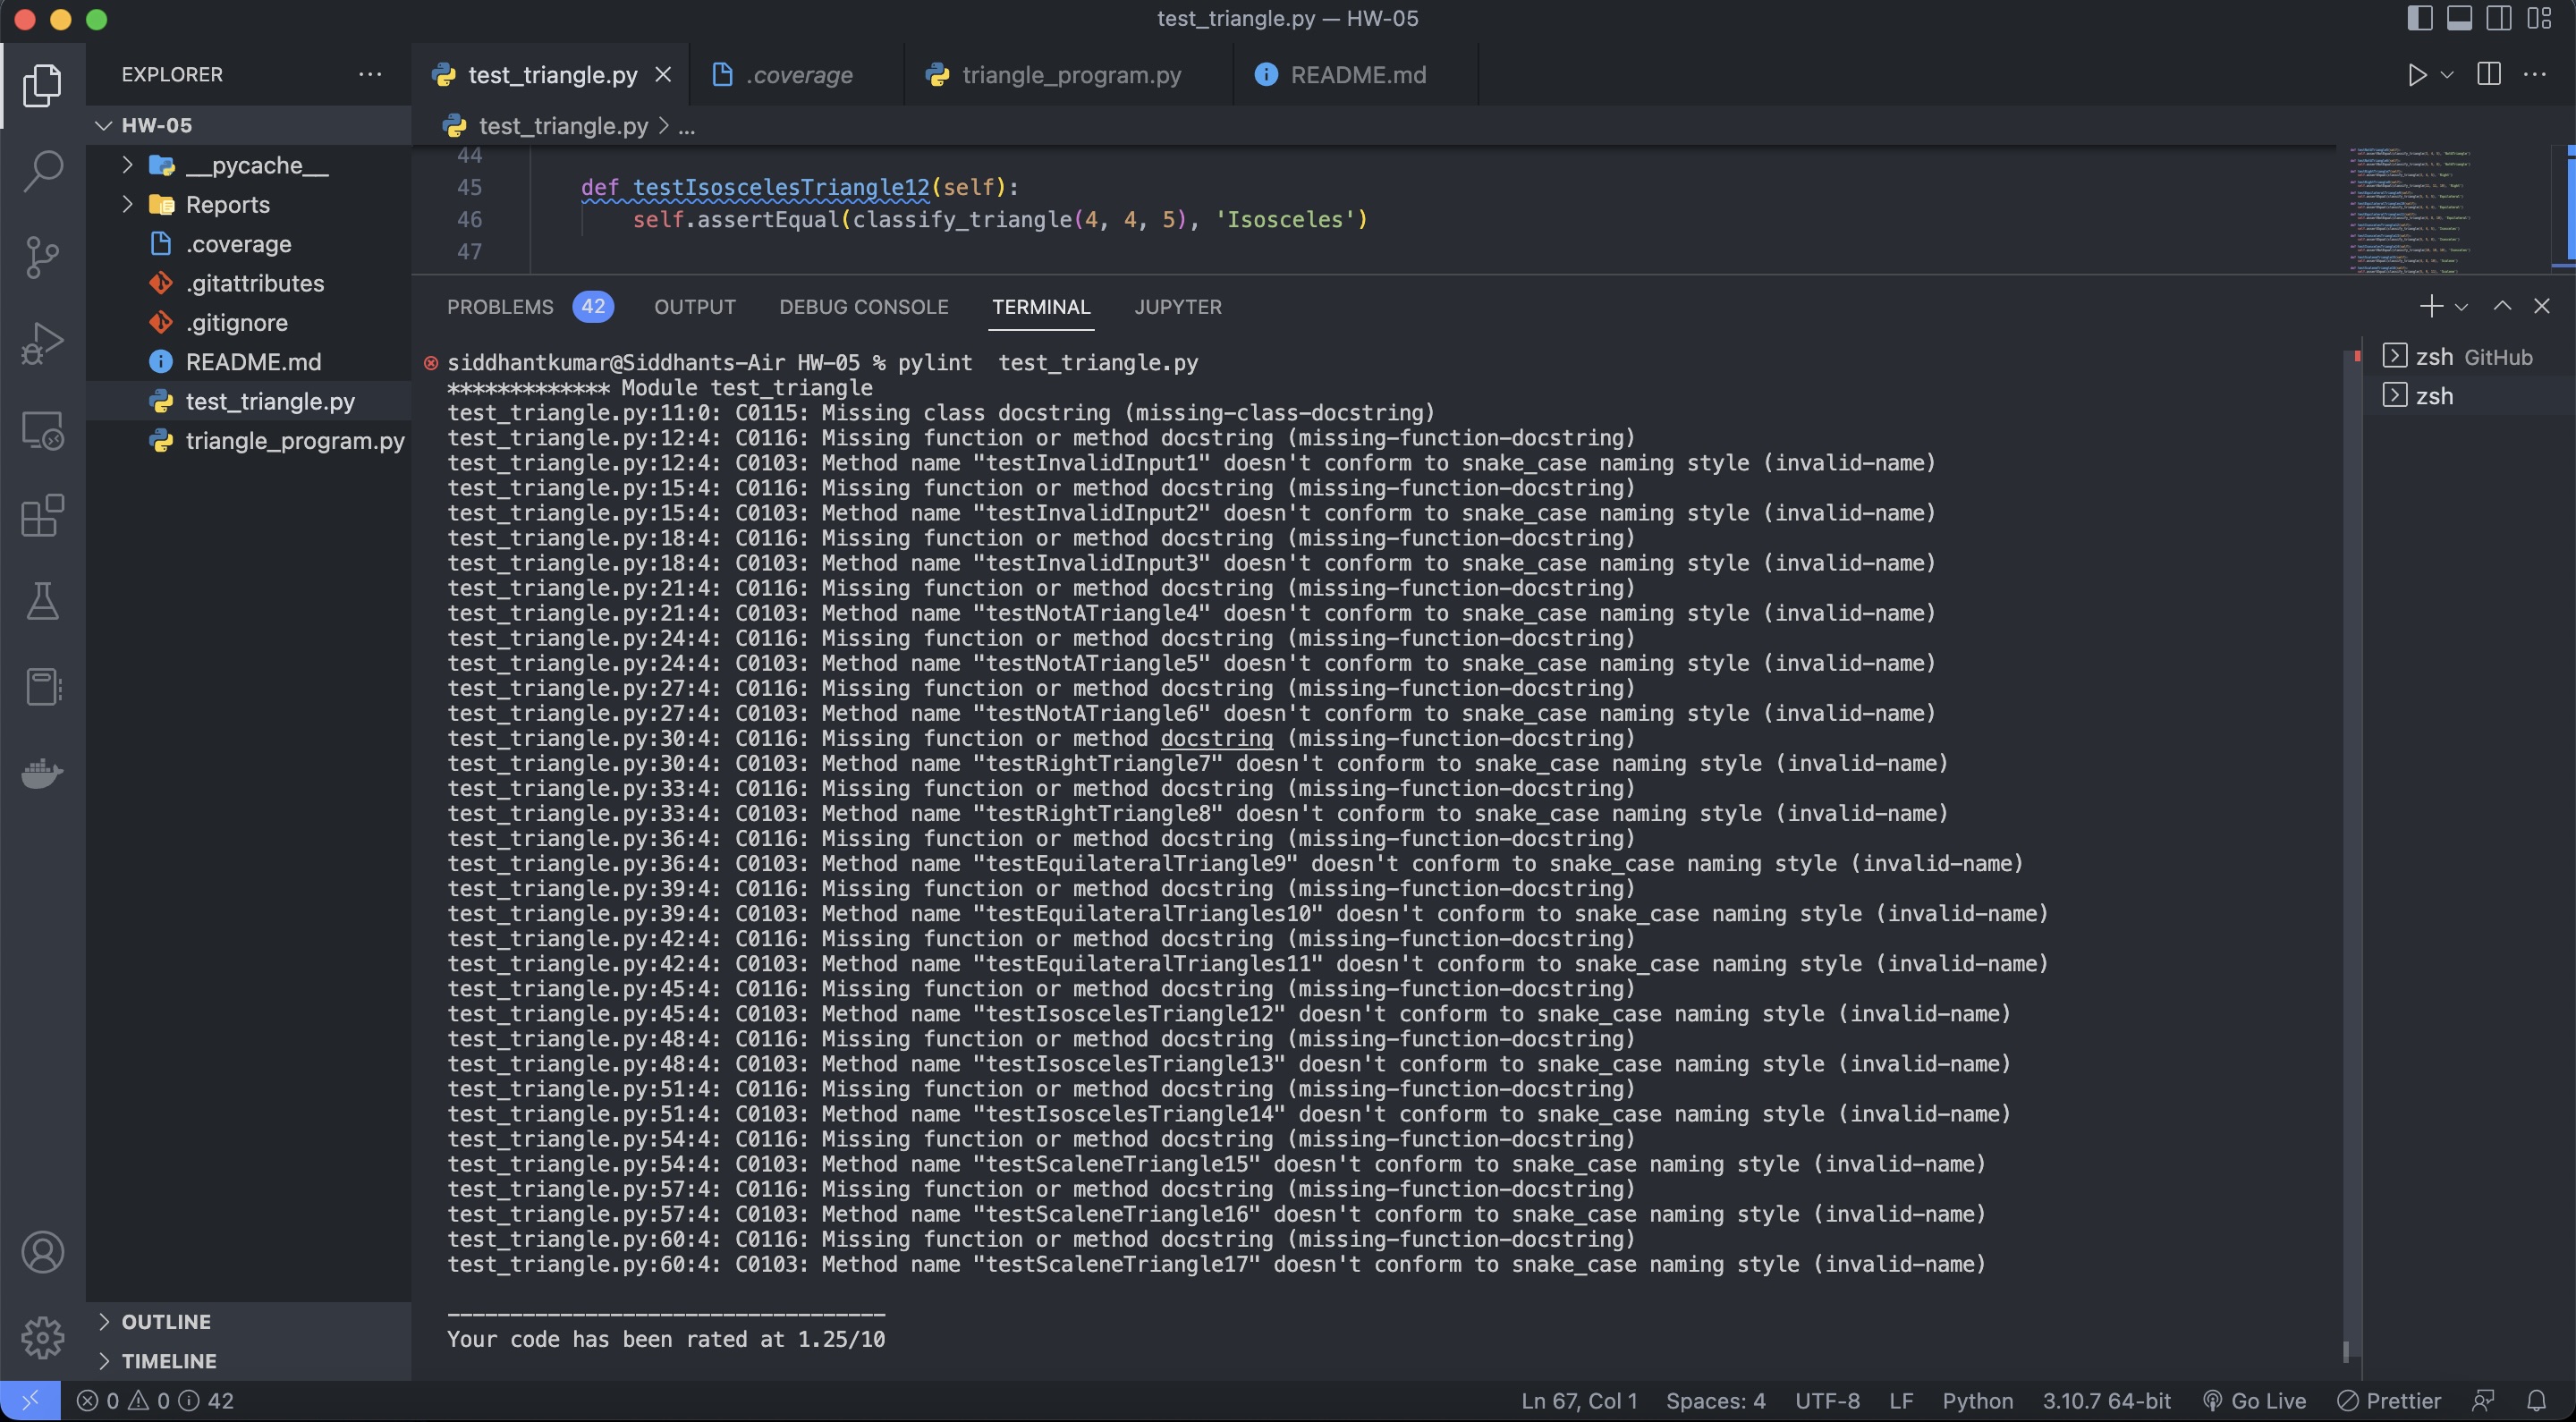 test_triangle.py — HW-05
EXPLORER
test_triangle.py
.coverage
triangle_program.py
README.md
HW-05
__pycache__
Reports
.coverage
.gitattributes
.gitignore
README.md
test_triangle.py
triangle_program.py
OUTLINE
TIMELINE
test_triangle.py > ...
44
45 def testIsoscelesTriangle12(self):
46 self.assertEqual(classify_triangle(4, 4, 5), 'Isosceles')
47
PROBLEMS 42 OUTPUT DEBUG CONSOLE TERMINAL JUPYTER
siddhantkumar@Siddhants-Air HW-05 % pylint  test_triangle.py
************* Module test_triangle
test_triangle.py:11:0: C0115: Missing class docstring (missing-class-docstring)
test_triangle.py:12:4: C0116: Missing function or method docstring (missing-function-docstring)
test_triangle.py:12:4: C0103: Method name "testInvalidInput1" doesn't conform to snake_case naming style (invalid-name)
test_triangle.py:15:4: C0116: Missing function or method docstring (missing-function-docstring)
test_triangle.py:15:4: C0103: Method name "testInvalidInput2" doesn't conform to snake_case naming style (invalid-name)
test_triangle.py:18:4: C0116: Missing function or method docstring (missing-function-docstring)
test_triangle.py:18:4: C0103: Method name "testInvalidInput3" doesn't conform to snake_case naming style (invalid-name)
test_triangle.py:21:4: C0116: Missing function or method docstring (missing-function-docstring)
test_triangle.py:21:4: C0103: Method name "testNotATriangle4" doesn't conform to snake_case naming style (invalid-name)
test_triangle.py:24:4: C0116: Missing function or method docstring (missing-function-docstring)
test_triangle.py:24:4: C0103: Method name "testNotATriangle5" doesn't conform to snake_case naming style (invalid-name)
test_triangle.py:27:4: C0116: Missing function or method docstring (missing-function-docstring)
test_triangle.py:27:4: C0103: Method name "testNotATriangle6" doesn't conform to snake_case naming style (invalid-name)
test_triangle.py:30:4: C0116: Missing function or method docstring (missing-function-docstring)
test_triangle.py:30:4: C0103: Method name "testRightTriangle7" doesn't conform to snake_case naming style (invalid-name)
test_triangle.py:33:4: C0116: Missing function or method docstring (missing-function-docstring)
test_triangle.py:33:4: C0103: Method name "testRightTriangle8" doesn't conform to snake_case naming style (invalid-name)
test_triangle.py:36:4: C0116: Missing function or method docstring (missing-function-docstring)
test_triangle.py:36:4: C0103: Method name "testEquilateralTriangle9" doesn't conform to snake_case naming style (invalid-name)
test_triangle.py:39:4: C0116: Missing function or method docstring (missing-function-docstring)
test_triangle.py:39:4: C0103: Method name "testEquilateralTriangles10" doesn't conform to snake_case naming style (invalid-name)
test_triangle.py:42:4: C0116: Missing function or method docstring (missing-function-docstring)
test_triangle.py:42:4: C0103: Method name "testEquilateralTriangles11" doesn't conform to snake_case naming style (invalid-name)
test_triangle.py:45:4: C0116: Missing function or method docstring (missing-function-docstring)
test_triangle.py:45:4: C0103: Method name "testIsoscelesTriangle12" doesn't conform to snake_case naming style (invalid-name)
test_triangle.py:48:4: C0116: Missing function or method docstring (missing-function-docstring)
test_triangle.py:48:4: C0103: Method name "testIsoscelesTriangle13" doesn't conform to snake_case naming style (invalid-name)
test_triangle.py:51:4: C0116: Missing function or method docstring (missing-function-docstring)
test_triangle.py:51:4: C0103: Method name "testIsoscelesTriangle14" doesn't conform to snake_case naming style (invalid-name)
test_triangle.py:54:4: C0116: Missing function or method docstring (missing-function-docstring)
test_triangle.py:54:4: C0103: Method name "testScaleneTriangle15" doesn't conform to snake_case naming style (invalid-name)
test_triangle.py:57:4: C0116: Missing function or method docstring (missing-function-docstring)
test_triangle.py:57:4: C0103: Method name "testScaleneTriangle16" doesn't conform to snake_case naming style (invalid-name)
test_triangle.py:60:4: C0116: Missing function or method docstring (missing-function-docstring)
test_triangle.py:60:4: C0103: Method name "testScaleneTriangle17" doesn't conform to snake_case naming style (invalid-name)
-----------------------------------
Your code has been rated at 1.25/10
zsh GitHub
zsh
0 0 42
Ln 67, Col 1 Spaces: 4 UTF-8 LF Python 3.10.7 64-bit Go Live Prettier